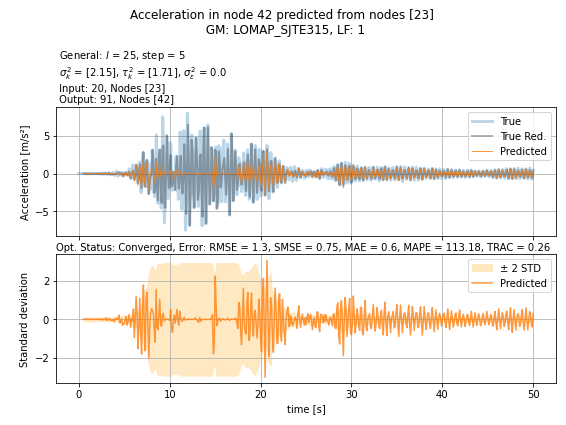 Acceleration in node 42 predicted from nodes [23]
GM: LOMAP_SJTE315, LF: 1
General: l = 25, step = 5
σ²ₖ = [2.15], τ²ₖ = [1.71], σ²ε = 0.0
Input: 20, Nodes [23]
Output: 91, Nodes [42]
Acceleration [m/s²]
5
0
−5
True
True Red.
Predicted
Opt. Status: Converged, Error: RMSE = 1.3, SMSE = 0.75, MAE = 0.6, MAPE = 113.18, TRAC = 0.26
Standard deviation
2
0
−2
± 2 STD
Predicted
0 10 20 30 40 50
time [s]